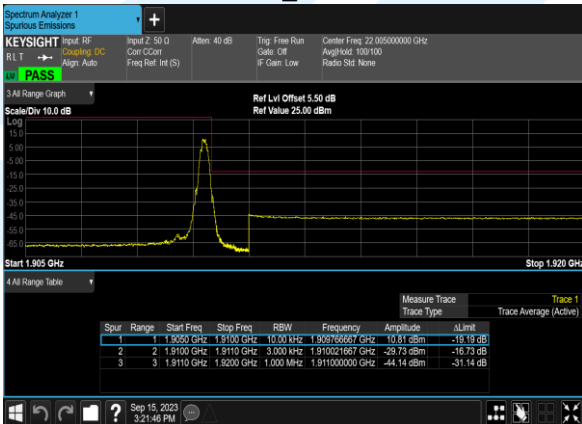 Spectrum Analyzer 1
Spurious Emissions
+
KEYSIGHT Input: RF Input Z: 50 Ω Atten: 40 dB Trig: Free Run Center Freq: 22.005000000 GHz
R L T Coupling: DC Corr CCorr Gate: Off Avg|Hold: 100/100
Align: Auto Freq Ref: Int (S) IF Gain: Low Radio Std: None
PASS
3 All Range Graph
Ref Lvl Offset 5.50 dB
Scale/Div 10.0 dB Ref Value 25.00 dBm
Log
15.0
5.00
-5.00
-15.0
-25.0
-35.0
-45.0
-55.0
-65.0
Start 1.905 GHz Stop 1.920 GHz
4 All Range Table
Measure Trace Trace 1
Trace Type Trace Average (Active)
Spur Range Start Freq Stop Freq RBW Frequency Amplitude ΔLimit
1 1 1.9050 GHz 1.9100 GHz 10.00 kHz 1.909766667 GHz 10.81 dBm -19.19 dB
2 2 1.9100 GHz 1.9110 GHz 3.000 kHz 1.910021667 GHz -29.73 dBm -16.73 dB
3 3 1.9110 GHz 1.9200 GHz 1.000 MHz 1.911000000 GHz -44.14 dBm -31.14 dB
? Sep 15, 2023
3:21:46 PM